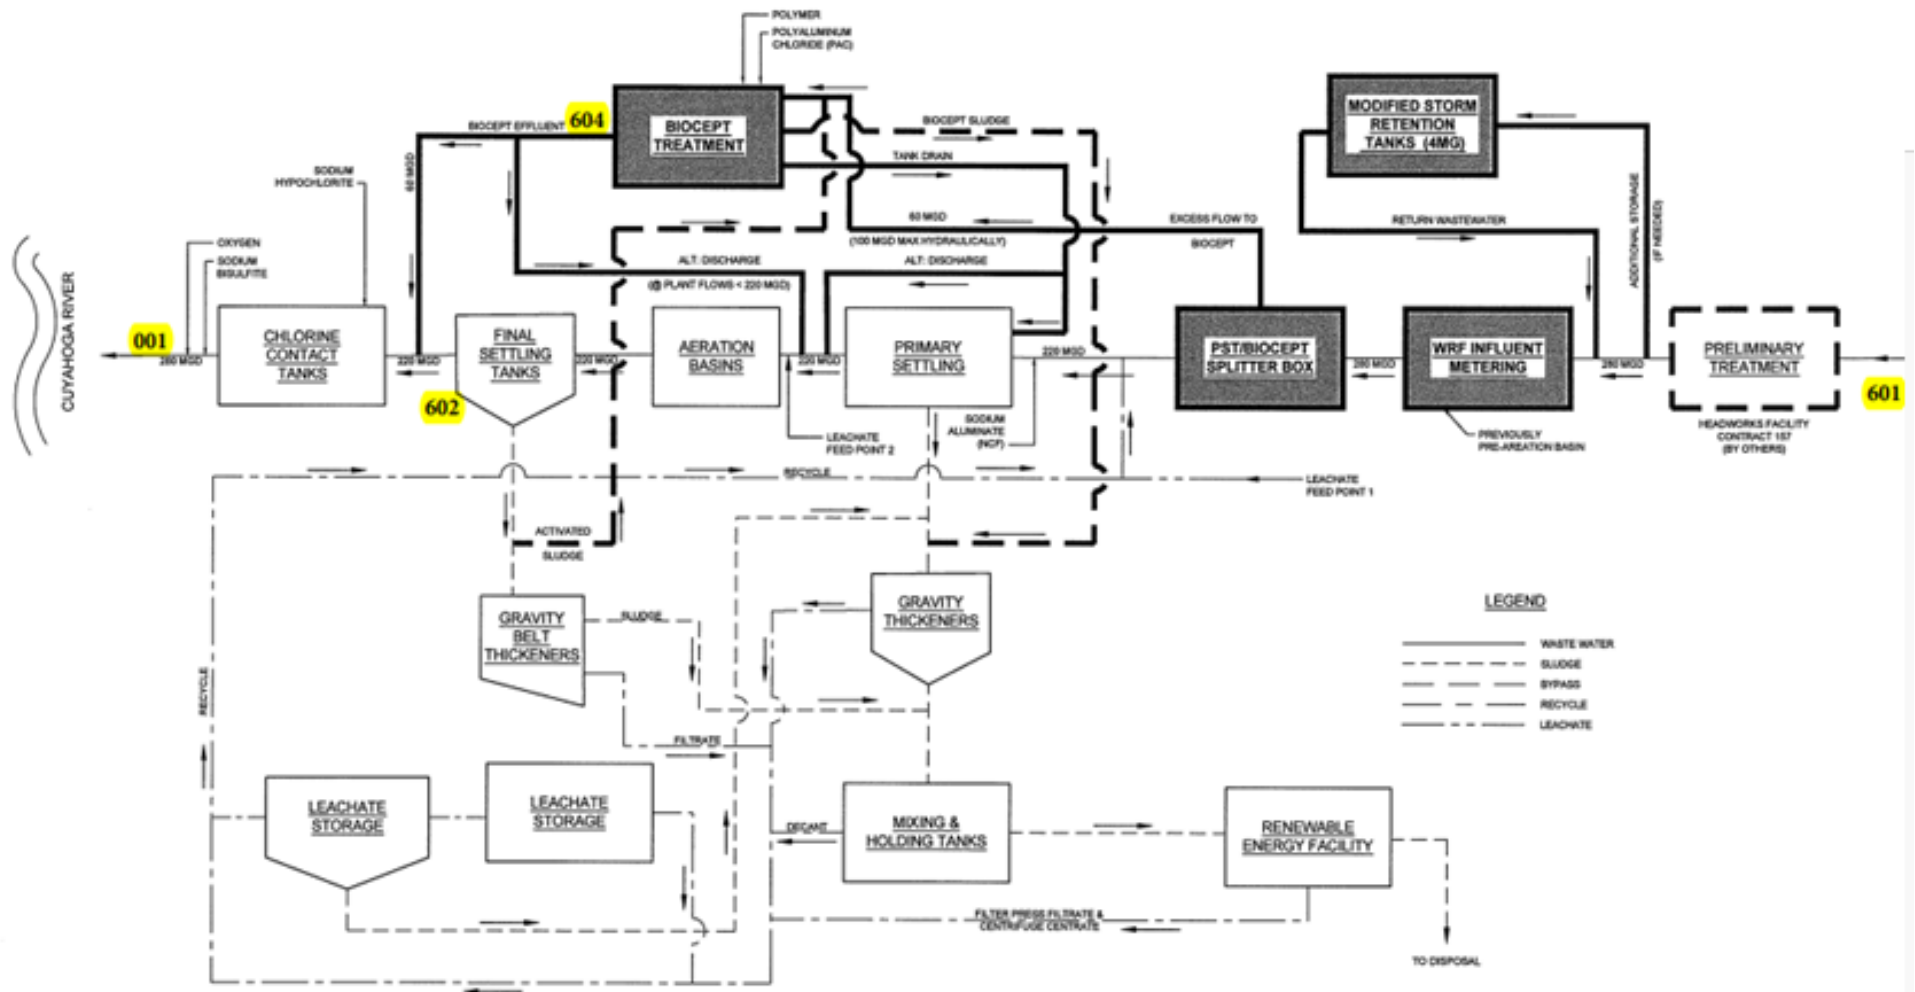 POLYMER
POLYALUMINUM
CHLORIDE (PAC)
BIOCEPT
TREATMENT
604
BIOCEPT EFFLUENT
60 MGD
BIOCEPT SLUDGE
TANK DRAIN
MODIFIED STORM
RETENTION
TANKS (4MG)
ADDITIONAL STORAGE
(IF NEEDED)
RETURN WASTEWATER
SODIUM
HYPOCHLORITE
OXYGEN
SODIUM
BISULFITE
CUYAHOGA RIVER
60 MGD
(100 MGD MAX HYDRAULICALLY)
EXCESS FLOW TO
BIOCEPT
ALT: DISCHARGE
(@ PLANT FLOWS < 220 MGD)
ALT: DISCHARGE
001
280 MGD
CHLORINE
CONTACT
TANKS
220 MGD
FINAL
SETTLING
TANKS
602
220 MGD
AERATION
BASINS
220 MGD
PRIMARY
SETTLING
220 MGD
PST/BIOCEPT
SPLITTER BOX
280 MGD
WRF INFLUENT
METERING
280 MGD
PRELIMINARY
TREATMENT
601
HEADWORKS FACILITY
CONTRACT 157
(BY OTHERS)
PREVIOUSLY
PRE-AREATION BASIN
LEACHATE
FEED POINT 2
SODIUM
ALUMINATE
(NCF)
RECYCLE
LEACHATE
FEED POINT 1
ACTIVATED
SLUDGE
GRAVITY
BELT
THICKENERS
SLUDGE
GRAVITY
THICKENERS
RECYCLE
FILTRATE
LEACHATE
STORAGE
LEACHATE
STORAGE
DECANT
MIXING &
HOLDING TANKS
RENEWABLE
ENERGY FACILITY
FILTER PRESS FILTRATE &
CENTRIFUGE CENTRATE
TO DISPOSAL
LEGEND
WASTE WATER
SLUDGE
BYPASS
RECYCLE
LEACHATE